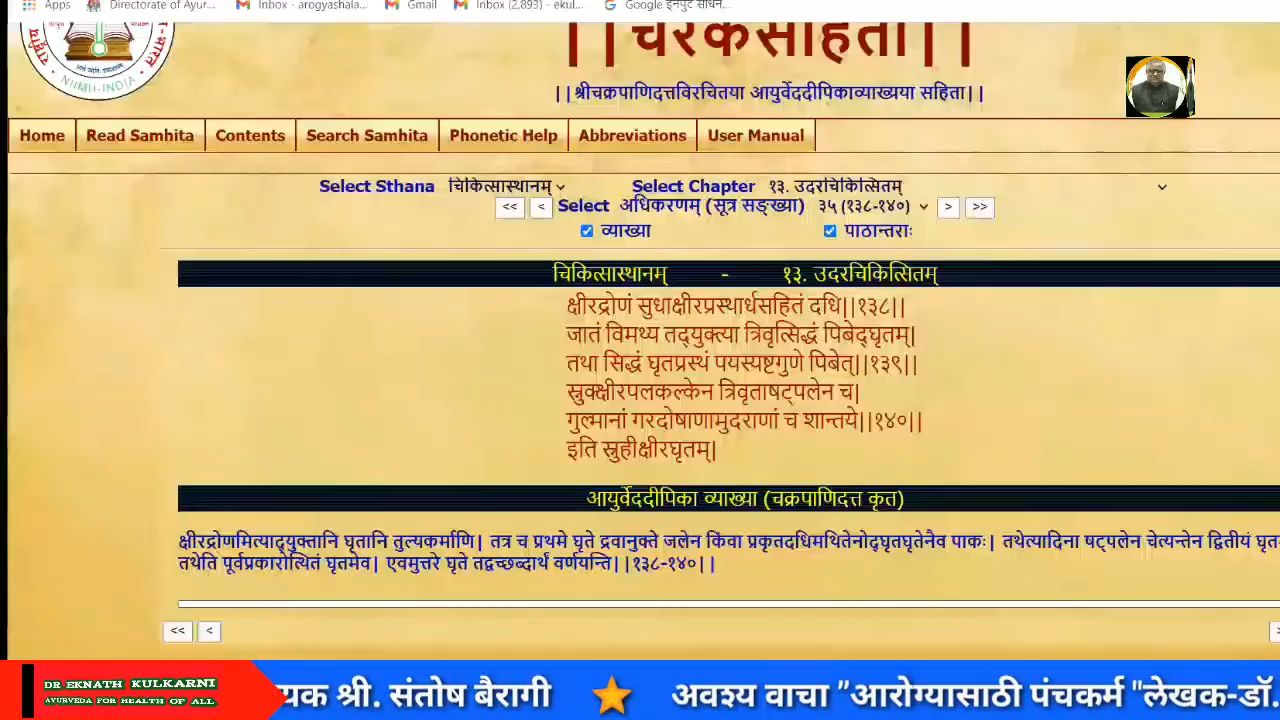 Apps Directorate of Ayur... Inbox - arogyashala... Gmail Inbox (2,893) - ekul... Google इनपुट साधन...
||चरकसंहिता||
||श्रीचक्रपाणिदत्तविरचितया आयुर्वेददीपिकाव्याख्यया सहिता||
NIIMH-INDIA
Home Read Samhita Contents Search Samhita Phonetic Help Abbreviations User Manual
Select Sthana चिकित्सास्थानम् Select Chapter १३. उदरचिकित्सितम्
<< < Select अधिकरणम् (सूत्र सङ्ख्या) ३५ (१३८-१४०) > >>
व्याख्या पाठान्तराः
चिकित्सास्थानम् - १३. उदरचिकित्सितम्
क्षीरद्रोणं सुधाक्षीरप्रस्थार्धसहितं दधि||१३८||
जातं विमथ्य तद्युक्त्या त्रिवृत्सिद्धं पिबेद्घृतम्|
तथा सिद्धं घृतप्रस्थं पयस्यष्टगुणे पिबेत्||१३९||
स्नुक्क्षीरपलकल्केन त्रिवृताषट्पलेन च|
गुल्मानां गरदोषाणामुदराणां च शान्तये||१४०||
इति स्नुहीक्षीरघृतम्|
आयुर्वेददीपिका व्याख्या (चक्रपाणिदत्त कृत)
क्षीरद्रोणमित्याद्युक्तानि घृतानि तुल्यकर्माणि| तत्र च प्रथमे घृते द्रवानुक्ते जलेन किंवा प्रकृतदधिमथितेनोद्घृतघृतेनैव पाकः| तथेत्यादिना षट्पलेन चेत्यन्तेन द्वितीयं
तथेति पूर्वप्रकारोत्थितं घृतमेव| एवमुत्तरे घृते तद्वच्छब्दार्थं वर्णयन्ति||१३८-१४०||
<< <
DR EKNATH KULKARNI
AYURVEDA FOR HEALTH OF ALL
यक श्री. संतोष बैरागी अवश्य वाचा "आरोग्यासाठी पंचकर्म "लेखक-डॉ.